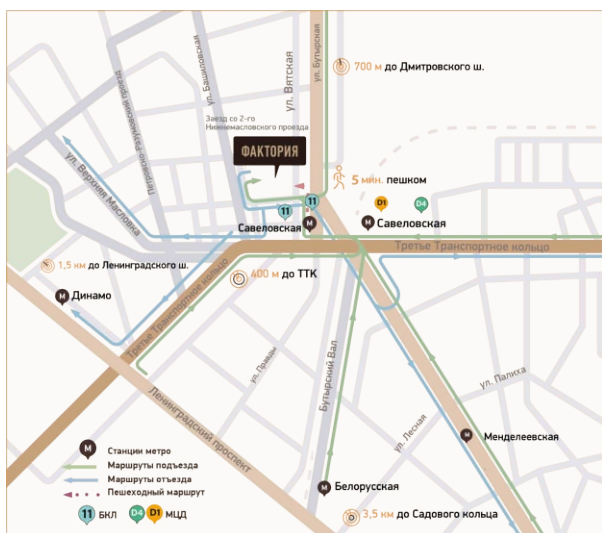 700 м до Дмитровского ш.
ул. Бутырская
ул. Вятская
ул. Башиловская
Петровско-Разумовский проезд
Заезд со 2-го
Нижнемасловского проезда
ФАКТОРИЯ
5 мин. пешком
ул. Верхняя Масловка
11
11
D1
D4
Савеловская
М
М
Савеловская
Третье Транспортное кольцо
1,5 км до Ленинградского ш.
400 м до ТТК
М
Динамо
Третье Транспортное кольцо
ул. Правды
Бутырский Вал
ул. Палиха
ул. Лесная
Ленинградский проспект
М
Менделеевская
М
Станции метро
Маршруты подъезда
Маршруты отъезда
Пешеходный маршрут
М
Белорусская
11 БКЛ
D4 D1 МЦД
3,5 км до Садового кольца